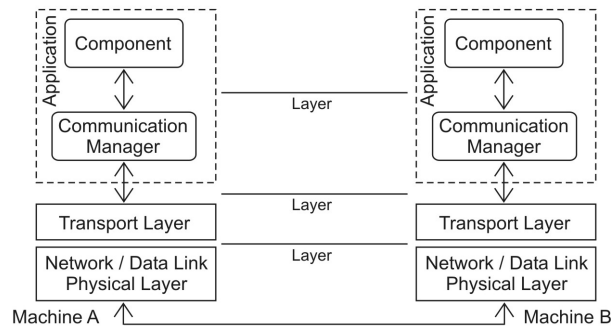 Application
Component
Communication
Manager
Transport Layer
Network / Data Link
Physical Layer
Machine A
Layer
Layer
Layer
Application
Component
Communication
Manager
Transport Layer
Network / Data Link
Physical Layer
Machine B